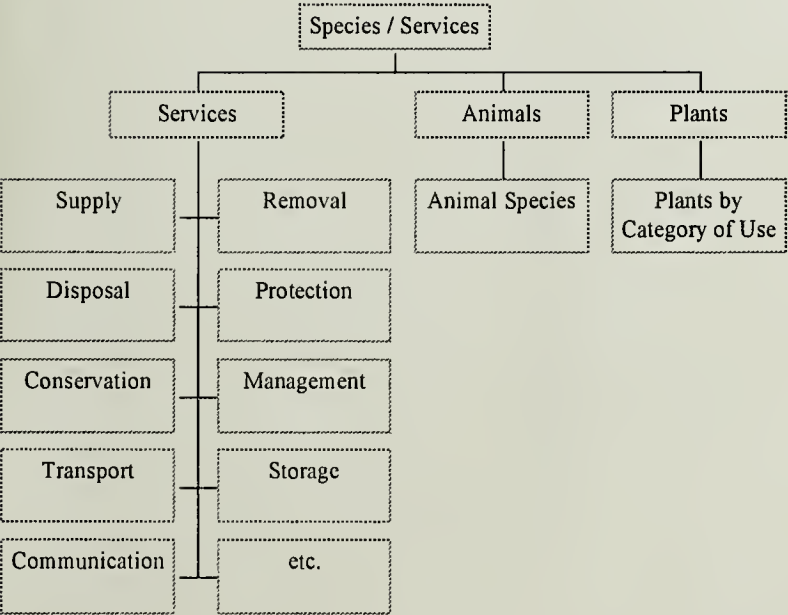 Species / Services
Services
Animals
Plants
Supply
Removal
Animal Species
Plants by
Category of Use
Disposal
Protection
Conservation
Management
Transport
Storage
Communication
etc.